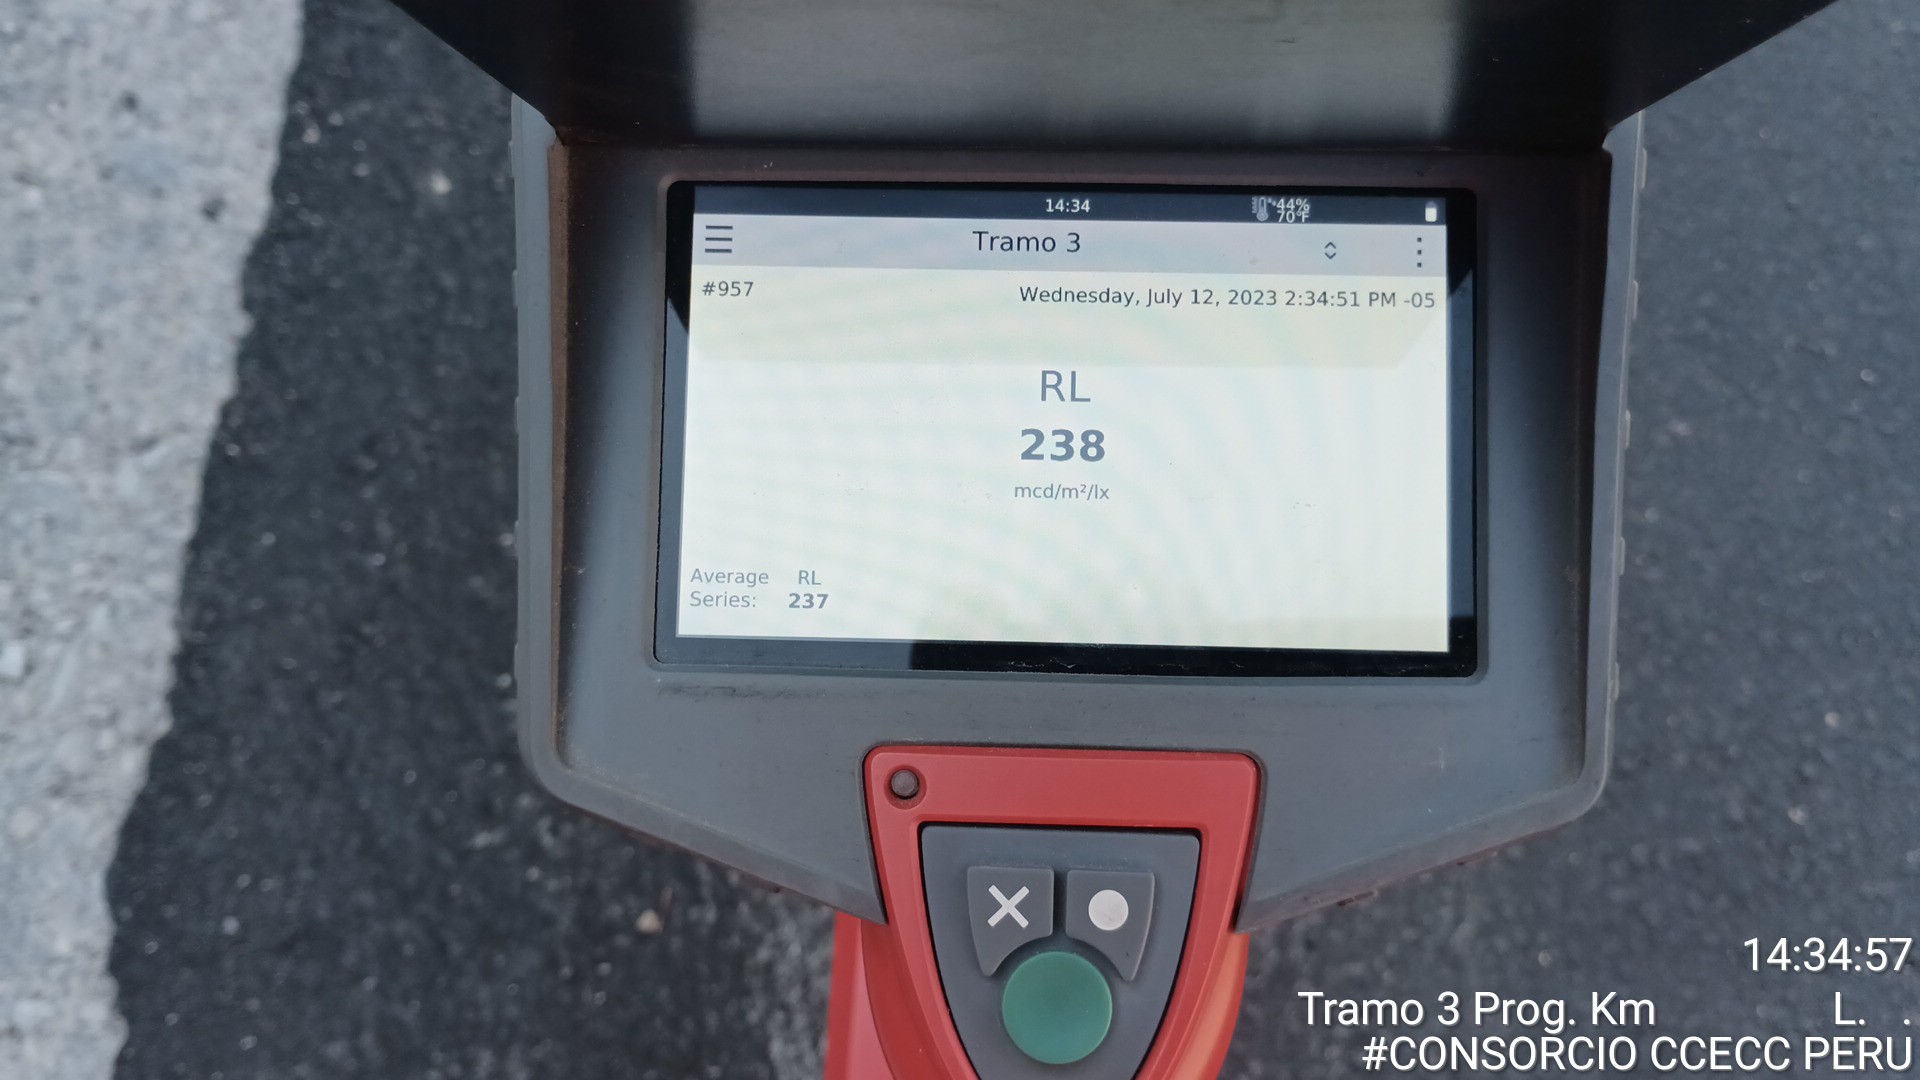 14:34
44%
70°F
Tramo 3
#957
Wednesday, July 12, 2023 2:34:51 PM -05
RL
238
mcd/m²/lx
Average RL
Series: 237
14:34:57
Tramo 3 Prog. Km L. .
#CONSORCIO CCECC PERU